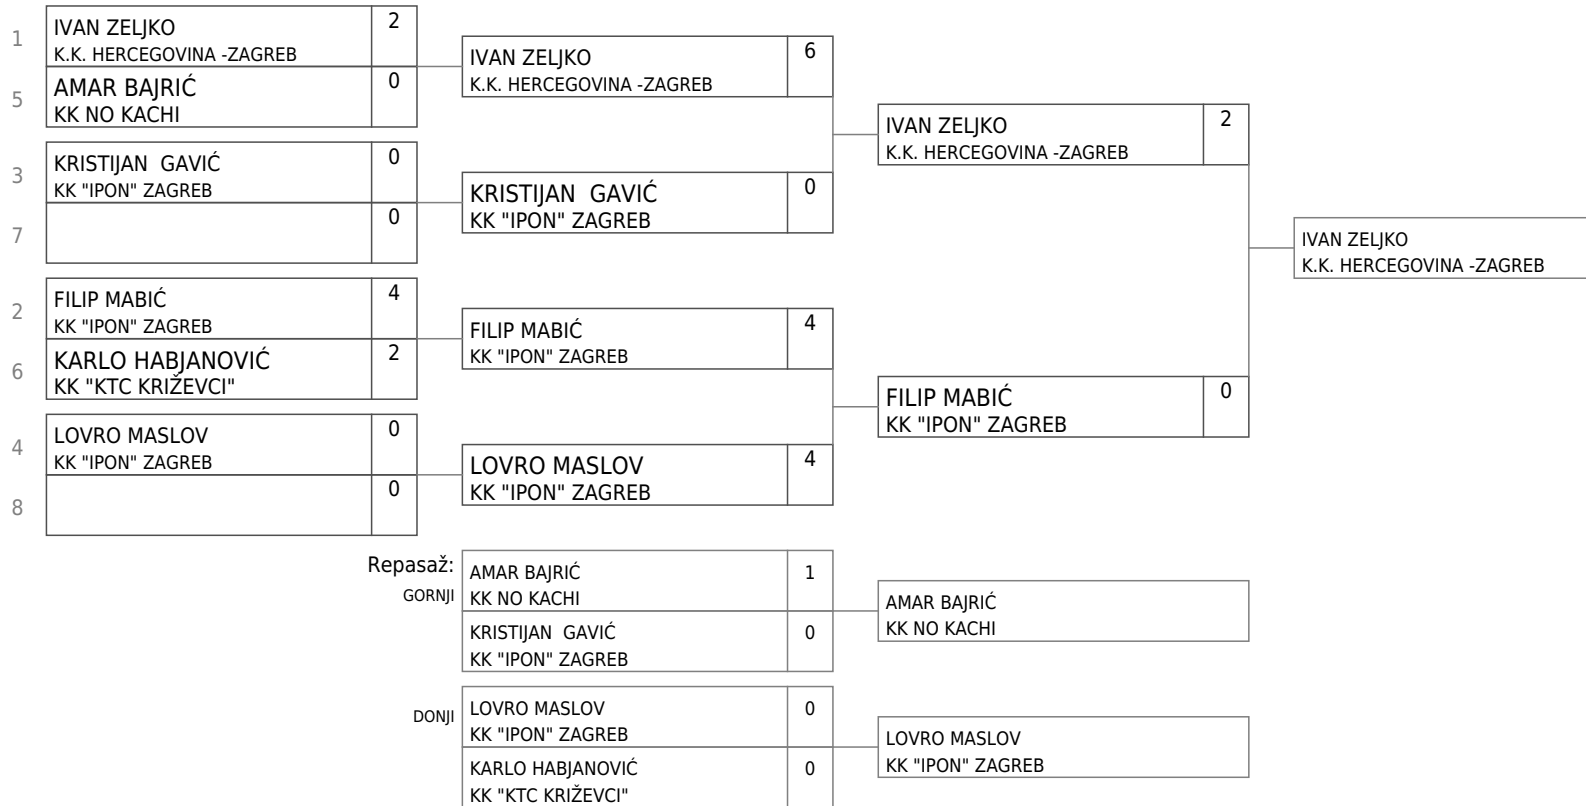 1
IVAN ZELJKO
K.K. HERCEGOVINA -ZAGREB
2
5
AMAR BAJRIĆ
KK NO KACHI
0
3
KRISTIJAN  GAVIĆ
KK "IPON" ZAGREB
0
7
0
2
FILIP MABIĆ
KK "IPON" ZAGREB
4
6
KARLO HABJANOVIĆ
KK "KTC KRIŽEVCI"
2
4
LOVRO MASLOV
KK "IPON" ZAGREB
0
8
0
IVAN ZELJKO
K.K. HERCEGOVINA -ZAGREB
6
KRISTIJAN  GAVIĆ
KK "IPON" ZAGREB
0
FILIP MABIĆ
KK "IPON" ZAGREB
4
LOVRO MASLOV
KK "IPON" ZAGREB
4
IVAN ZELJKO
K.K. HERCEGOVINA -ZAGREB
2
FILIP MABIĆ
KK "IPON" ZAGREB
0
IVAN ZELJKO
K.K. HERCEGOVINA -ZAGREB
Repasaž:
GORNJI
AMAR BAJRIĆ
KK NO KACHI
1
KRISTIJAN  GAVIĆ
KK "IPON" ZAGREB
0
AMAR BAJRIĆ
KK NO KACHI
DONJI
LOVRO MASLOV
KK "IPON" ZAGREB
0
KARLO HABJANOVIĆ
KK "KTC KRIŽEVCI"
0
LOVRO MASLOV
KK "IPON" ZAGREB